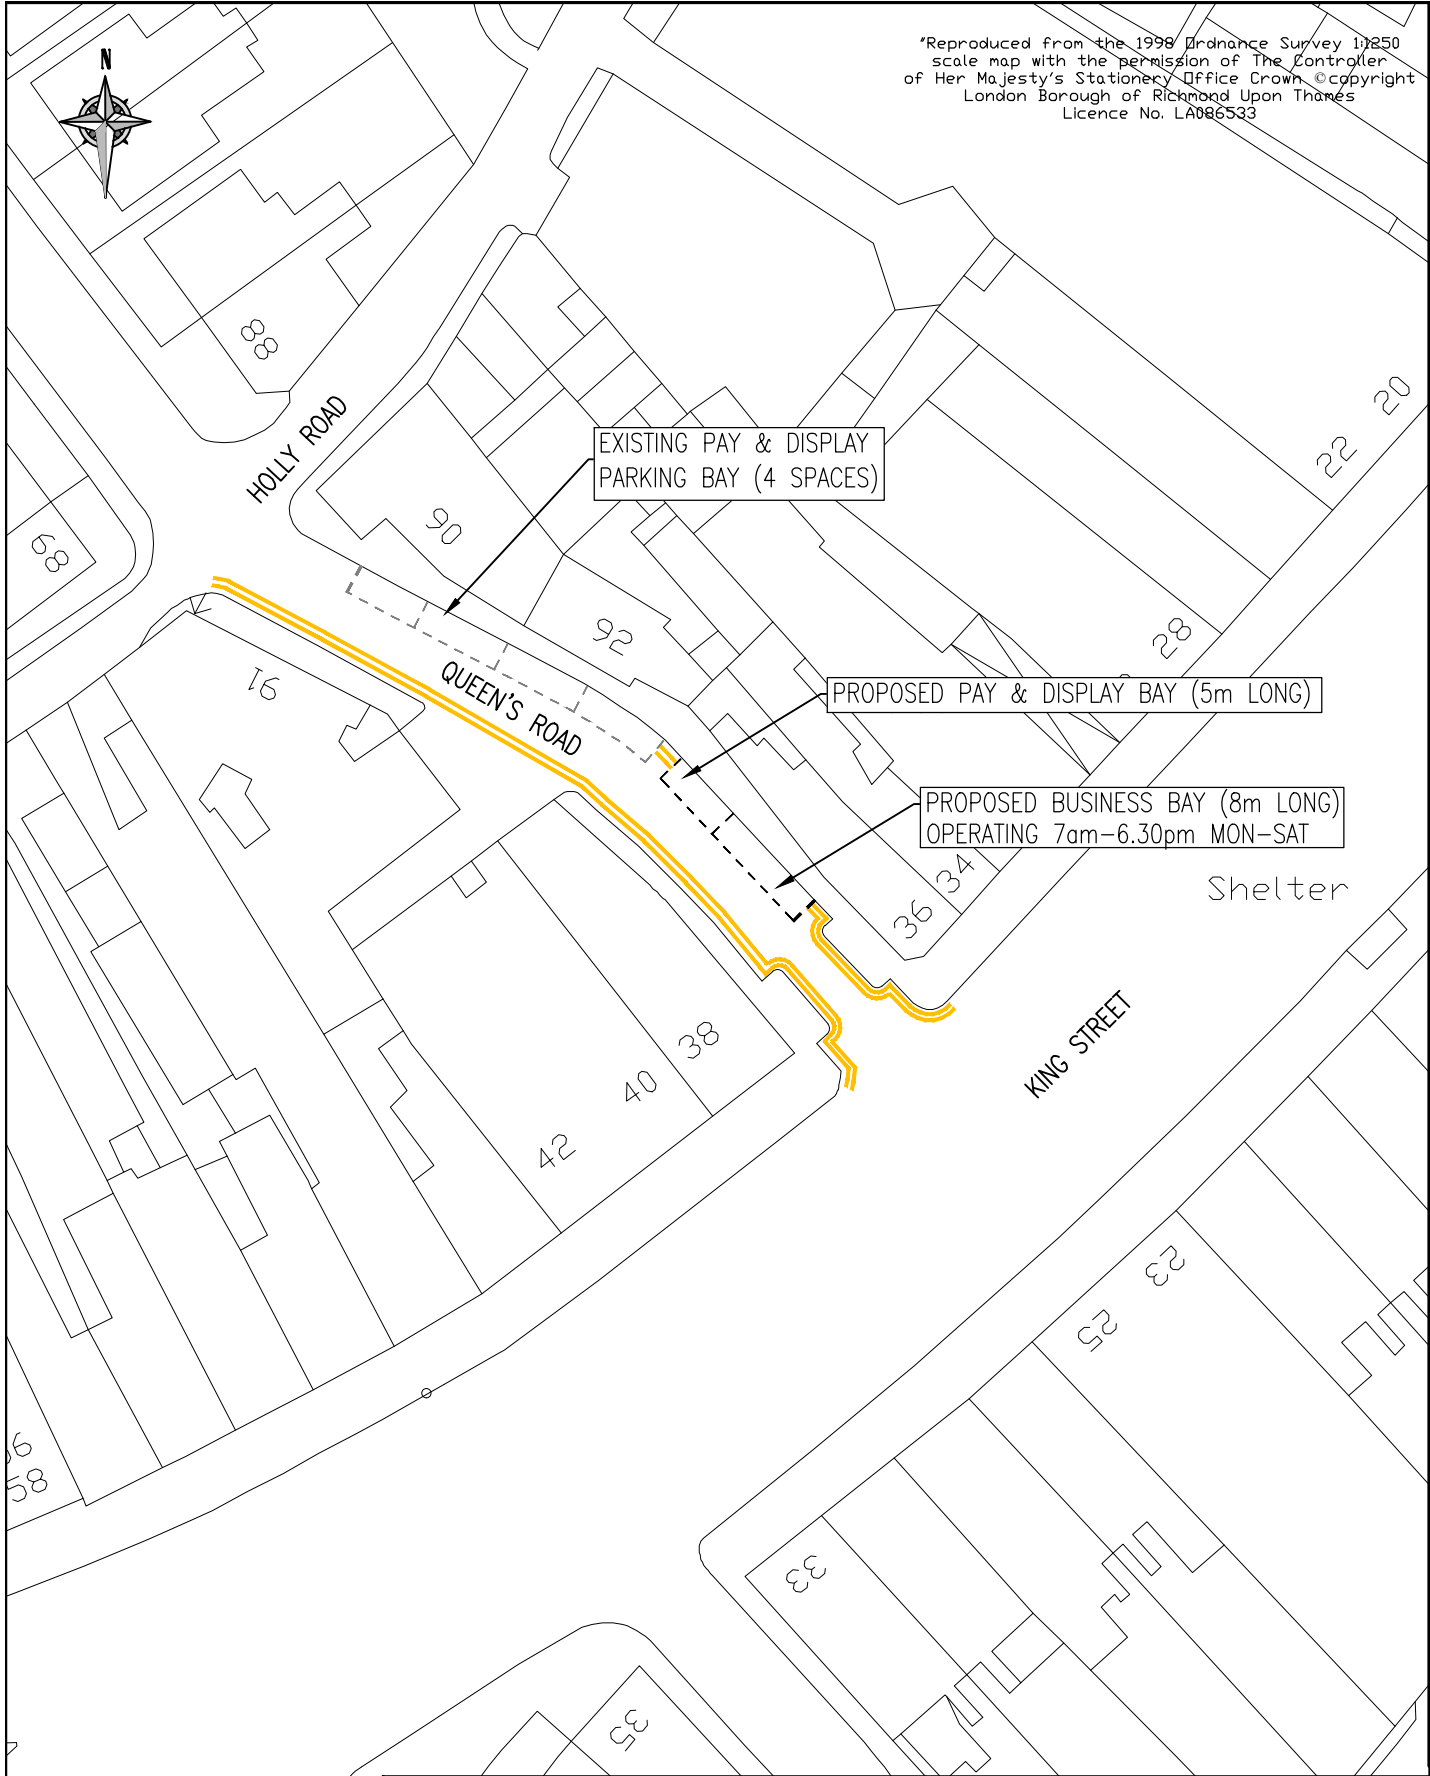 "Reproduced from the 1998 Ordnance Survey 1:1250
scale map with the permission of The Controller
of Her Majesty's Stationery Office Crown ©copyright
London Borough of Richmond Upon Thames
Licence No. LA086533
N
88
HOLLY ROAD
EXISTING PAY & DISPLAY
PARKING BAY (4 SPACES)
20
22
90
89
92
28
91
QUEEN'S ROAD
PROPOSED PAY & DISPLAY BAY (5m LONG)
PROPOSED BUSINESS BAY (8m LONG)
OPERATING 7am-6.30pm MON-SAT
34
Shelter
36
38
KING STREET
40
42
23
25
58
33
35